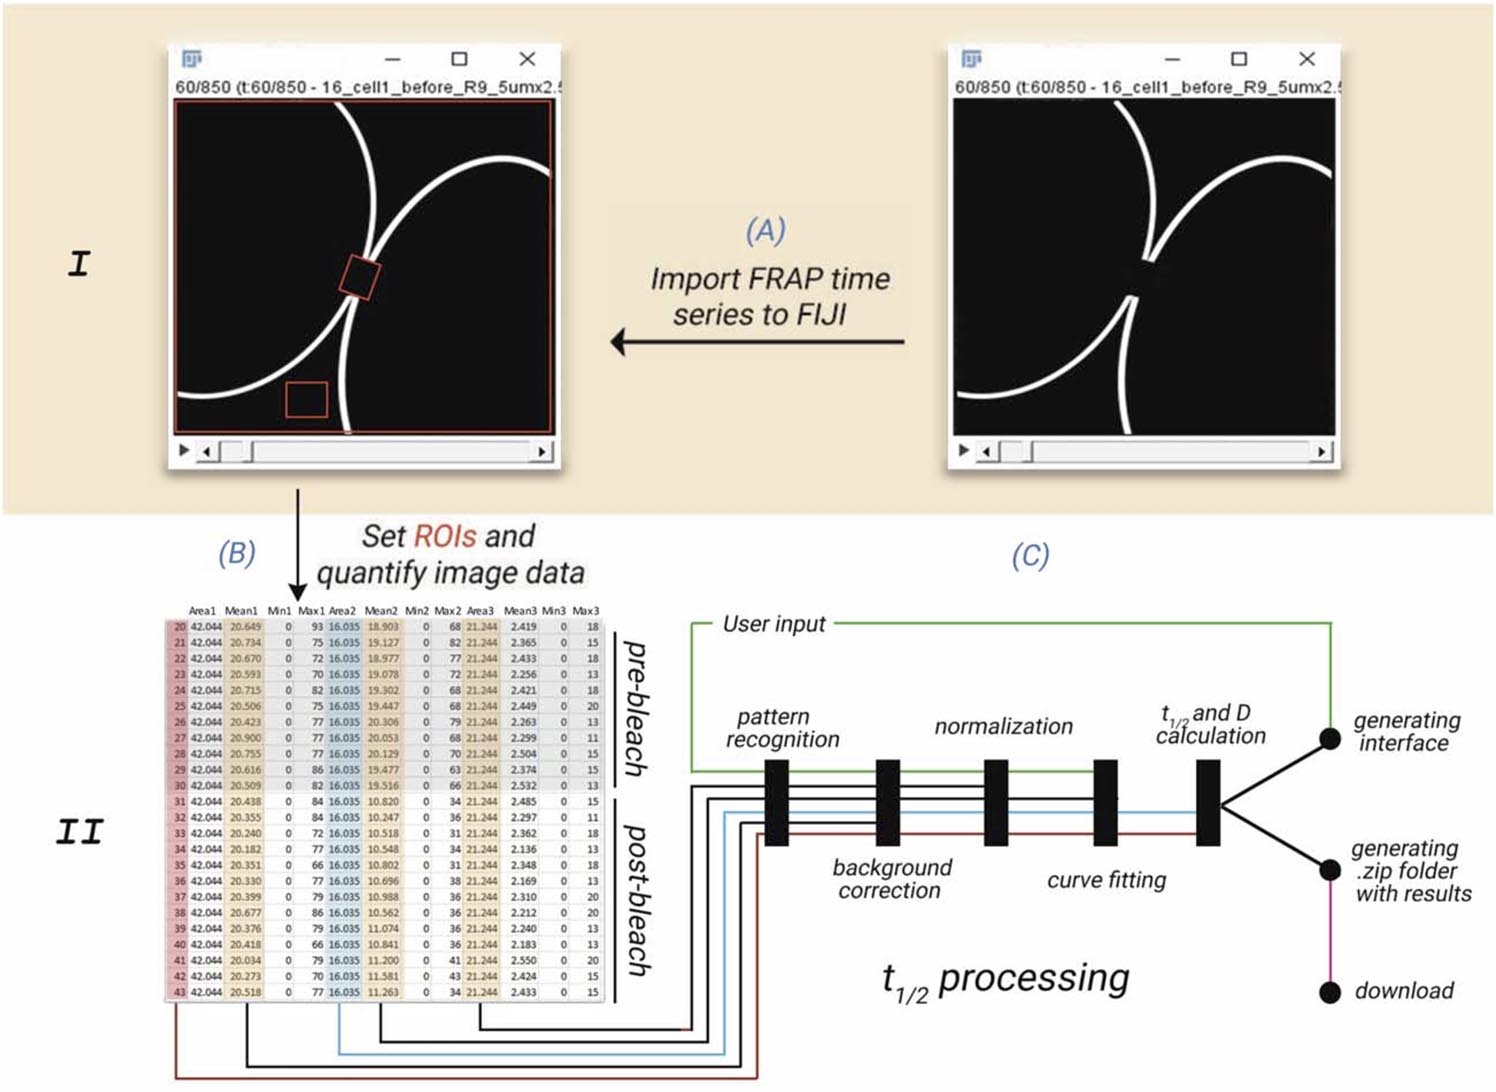 60/850 (t:60/850 - 16_cell1_before_R9_5umx2.5
60/850 (t:60/850 - 16_cell1_before_R9_5umx2.5
I
(A)
Import FRAP time
series to FIJI
(B)
Set ROIs and
quantify image data
(C)
II
Area1 Mean1 Min1 Max1 Area2 Mean2 Min2 Max2 Area3 Mean3 Min3 Max3
20 42.044 20.649 0 93 16.035 18.903 0 68 21.244 2.419 0 18
21 42.044 20.734 0 75 16.035 19.127 0 82 21.244 2.365 0 15
22 42.044 20.670 0 72 16.035 18.977 0 77 21.244 2.433 0 18
23 42.044 20.593 0 70 16.035 19.078 0 72 21.244 2.256 0 13
24 42.044 20.715 0 82 16.035 19.302 0 68 21.244 2.421 0 18
25 42.044 20.506 0 75 16.035 19.447 0 68 21.244 2.449 0 20
26 42.044 20.423 0 77 16.035 20.306 0 79 21.244 2.263 0 13
27 42.044 20.900 0 77 16.035 20.053 0 68 21.244 2.299 0 11
28 42.044 20.755 0 77 16.035 20.129 0 70 21.244 2.504 0 15
29 42.044 20.616 0 86 16.035 19.477 0 63 21.244 2.374 0 15
30 42.044 20.509 0 82 16.035 19.516 0 66 21.244 2.532 0 13
31 42.044 20.438 0 84 16.035 10.820 0 34 21.244 2.485 0 15
32 42.044 20.355 0 84 16.035 10.247 0 36 21.244 2.297 0 11
33 42.044 20.240 0 72 16.035 10.518 0 31 21.244 2.362 0 18
34 42.044 20.182 0 77 16.035 10.548 0 34 21.244 2.136 0 13
35 42.044 20.351 0 66 16.035 10.802 0 31 21.244 2.348 0 18
36 42.044 20.330 0 77 16.035 10.696 0 38 21.244 2.169 0 13
37 42.044 20.399 0 79 16.035 10.988 0 36 21.244 2.310 0 20
38 42.044 20.677 0 86 16.035 10.562 0 36 21.244 2.212 0 20
39 42.044 20.376 0 79 16.035 11.074 0 36 21.244 2.240 0 13
40 42.044 20.418 0 66 16.035 10.841 0 36 21.244 2.183 0 13
41 42.044 20.034 0 79 16.035 11.200 0 41 21.244 2.550 0 20
42 42.044 20.273 0 70 16.035 11.581 0 43 21.244 2.424 0 15
43 42.044 20.518 0 77 16.035 11.263 0 34 21.244 2.433 0 15
pre-bleach
post-bleach
User input
pattern
recognition
normalization
t1/2 and D
calculation
generating
interface
background
correction
curve fitting
generating
.zip folder
with results
t1/2 processing
download